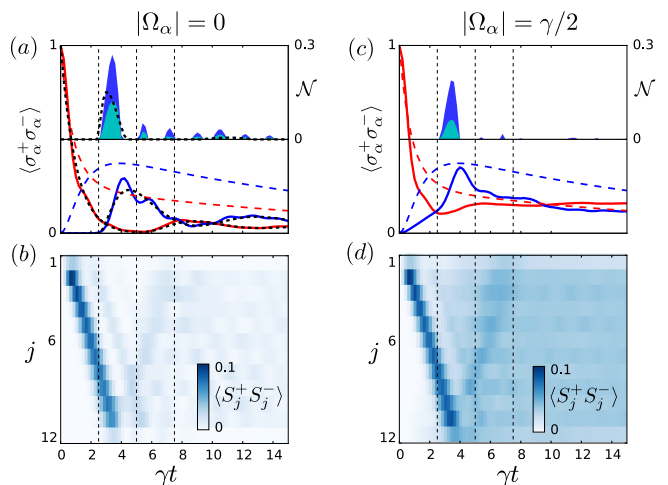 |Ω_α| = 0
|Ω_α| = γ/2
(a)
1
0.3
⟨σ_α^+ σ_α^-⟩
𝒩
0
0
(c)
1
0.3
⟨σ_α^+ σ_α^-⟩
𝒩
0
0
(b)
1
j
6
12
0.1
⟨S_j^+ S_j^-⟩
0
0 2 4 6 8 10 12 14
γt
(d)
1
j
6
12
0.1
⟨S_j^+ S_j^-⟩
0
0 2 4 6 8 10 12 14
γt